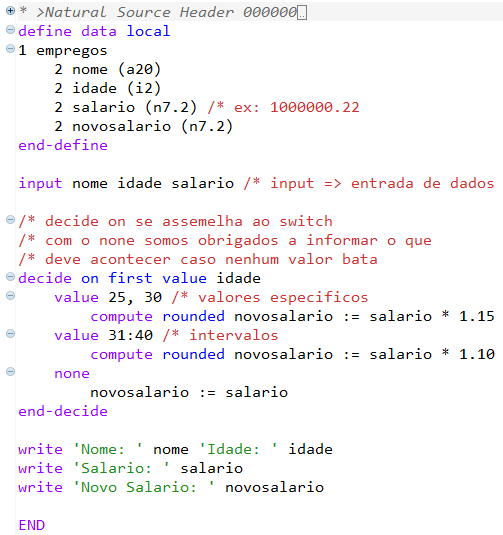 * >Natural Source Header 000000..
define data local
1 empregos
    2 nome (a20)
    2 idade (i2)
    2 salario (n7.2) /* ex: 1000000.22
    2 novosalario (n7.2)
end-define

input nome idade salario /* input => entrada de dados

/* decide on se assemelha ao switch
/* com o none somos obrigados a informar o que
/* deve acontecer caso nenhum valor bata
decide on first value idade
    value 25, 30 /* valores especificos
        compute rounded novosalario := salario * 1.15
    value 31:40 /* intervalos
        compute rounded novosalario := salario * 1.10
    none
        novosalario := salario
end-decide

write 'Nome: ' nome 'Idade: ' idade
write 'Salario: ' salario
write 'Novo Salario: ' novosalario

END